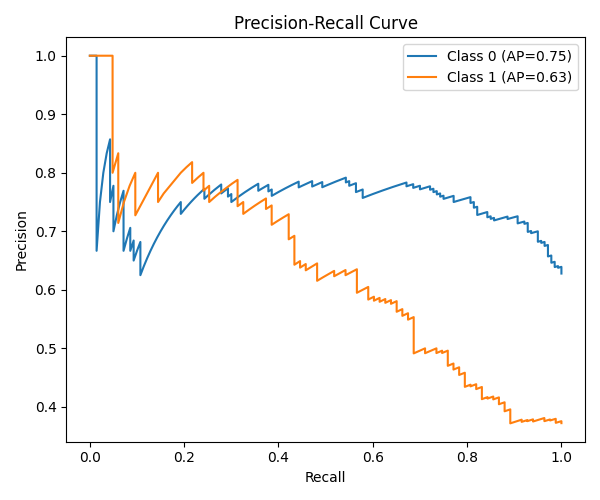 Precision-Recall Curve
Class 0 (AP=0.75)
Class 1 (AP=0.63)
Precision
1.0
0.9
0.8
0.7
0.6
0.5
0.4
0.0 0.2 0.4 0.6 0.8 1.0
Recall